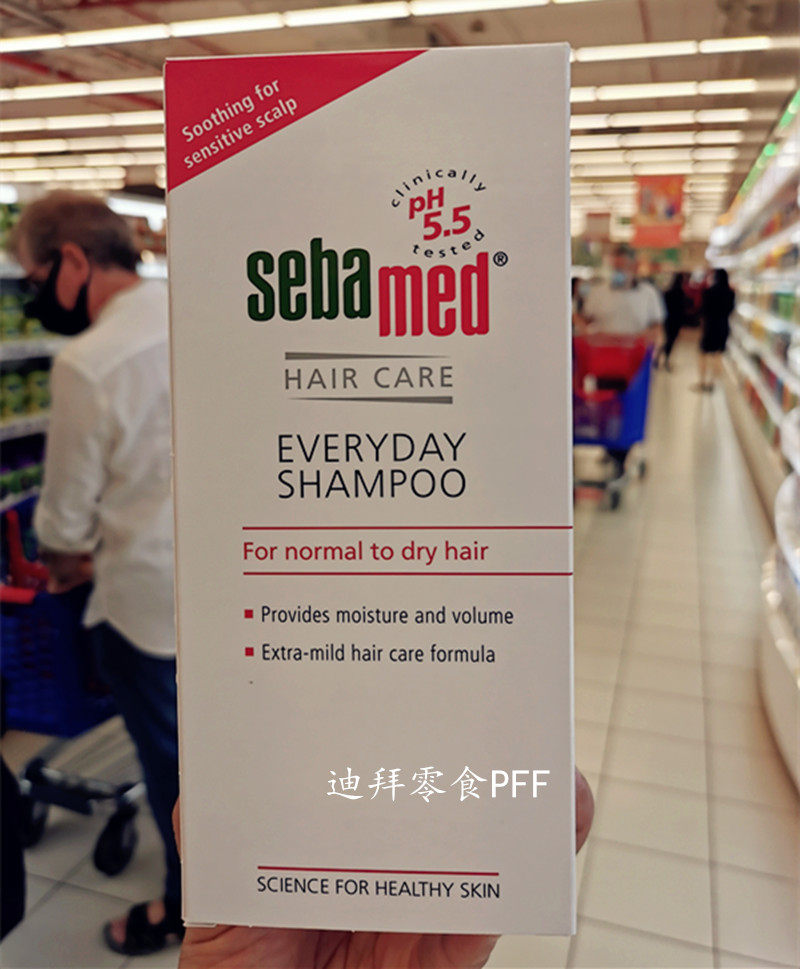 Soothing for
sensitive scalp
clinically
pH
5.5
tested
sebamed®
HAIR CARE
EVERYDAY
SHAMPOO
For normal to dry hair
Provides moisture and volume
Extra-mild hair care formula
迪拜零食PFF
SCIENCE FOR HEALTHY SKIN